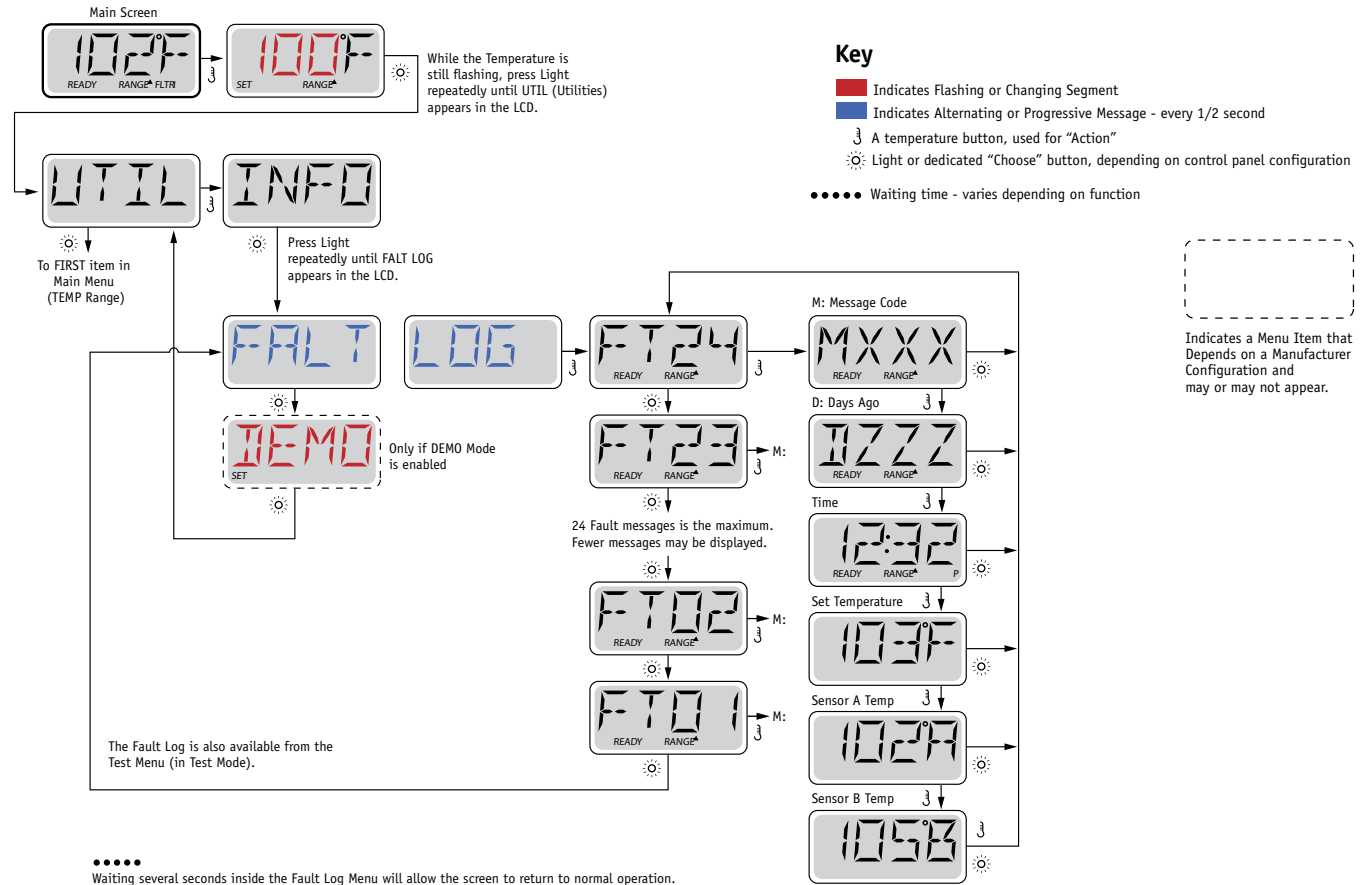 Main Screen
102°F
READY RANGE FLTR1
100°F
SET RANGE
While the Temperature is
still flashing, press Light
repeatedly until UTIL (Utilities)
appears in the LCD.
Key
Indicates Flashing or Changing Segment
Indicates Alternating or Progressive Message - every 1/2 second
A temperature button, used for “Action”
Light or dedicated “Choose” button, depending on control panel configuration
Waiting time - varies depending on function
Indicates a Menu Item that
Depends on a Manufacturer
Configuration and
may or may not appear.
UTIL
INFO
To FIRST item in
Main Menu
(TEMP Range)
Press Light
repeatedly until FALT LOG
appears in the LCD.
FALT
LOG
FT24
READY RANGE
M: Message Code
MXXX
READY RANGE
DEMO
SET
Only if DEMO Mode
is enabled
FT23
READY RANGE
M:
D: Days Ago
DZZZ
READY RANGE
24 Fault messages is the maximum.
Fewer messages may be displayed.
Time
12:32
READY RANGE P
FT02
READY RANGE
M:
Set Temperature
103°F
FT01
READY RANGE
M:
Sensor A Temp
102°A
Sensor B Temp
105°B
The Fault Log is also available from the
Test Menu (in Test Mode).
Waiting several seconds inside the Fault Log Menu will allow the screen to return to normal operation.